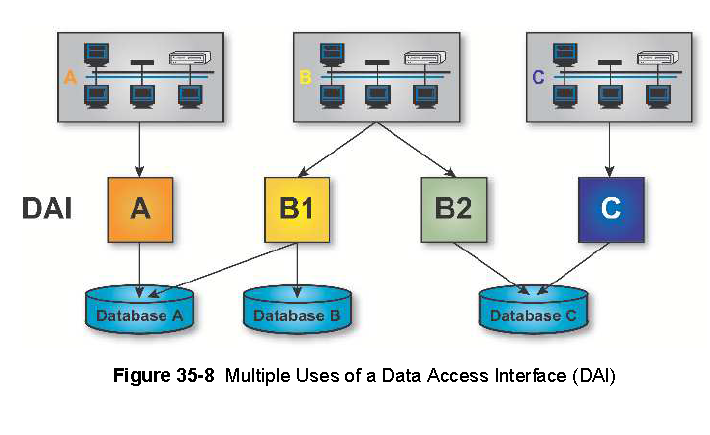 A
B
C
DAI
A
B1
B2
C
Database A
Database B
Database C
Figure 35-8 Multiple Uses of a Data Access Interface (DAI)